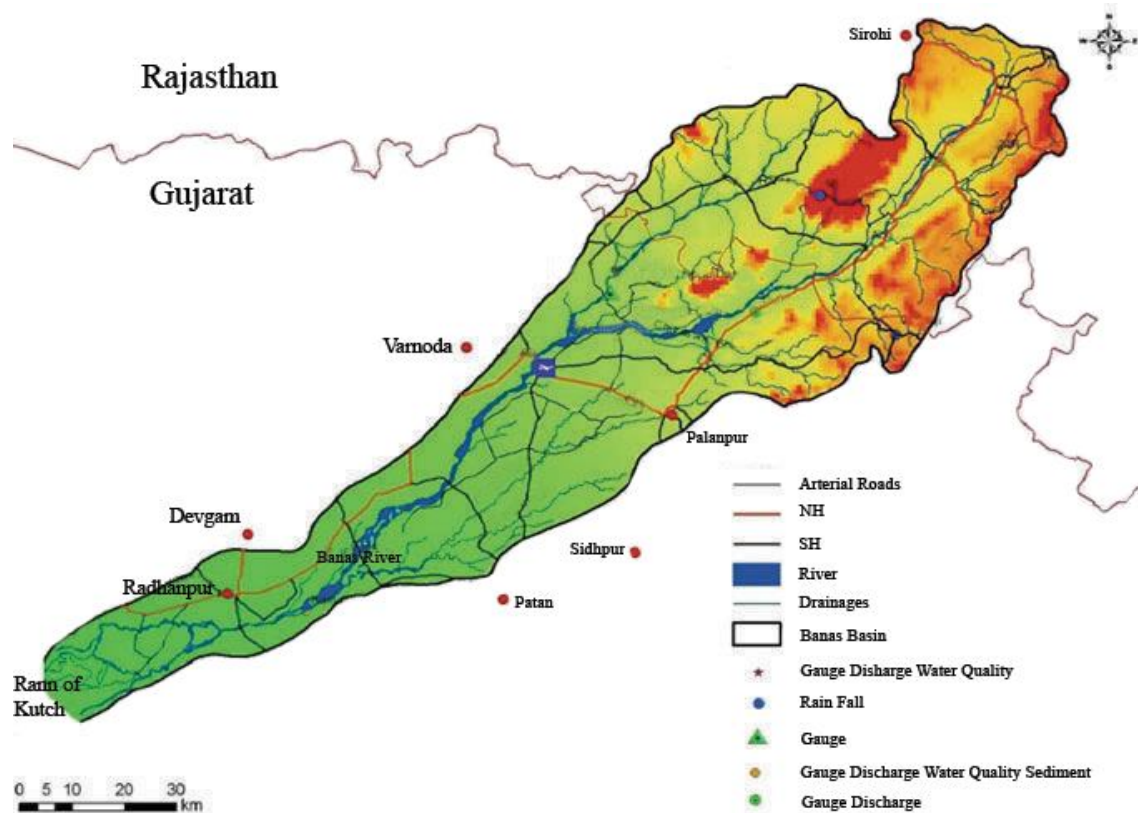 N
W
E
S
Sirohi
Rajasthan
Gujarat
Varnoda
Palanpur
Devgam
Banas River
Sidhpur
Radhanpur
Patan
Rann of
Kutch
Arterial Roads
NH
SH
River
Drainages
Banas Basin
Gauge Disharge Water Quality
Rain Fall
Gauge
Gauge Discharge Water Quality Sediment
Gauge Discharge
0 5 10 20 30
km